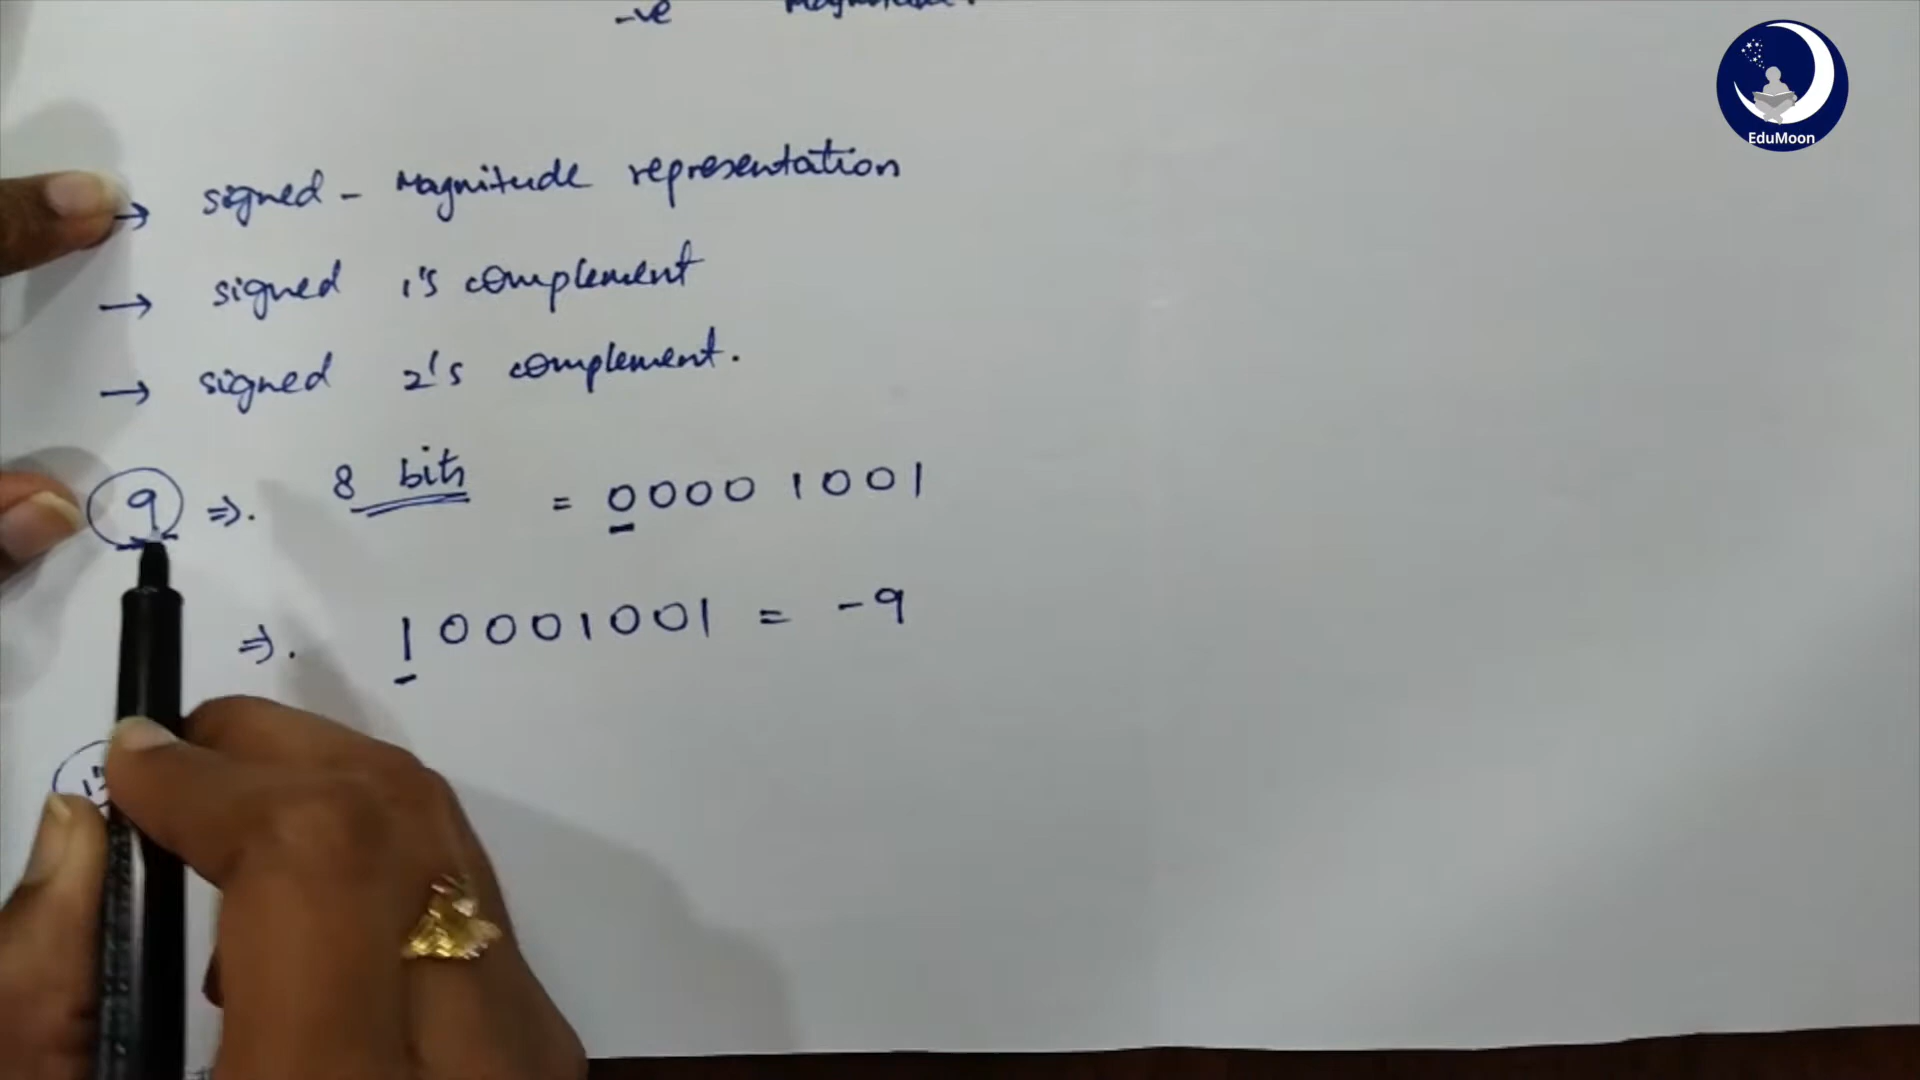 -ve
EduMoon
→ signed - Magnitude representation
→ signed 1's complement
→ signed 2's complement.
9 ⇒. 8 bits = 00001001
⇒. 10001001 = -9